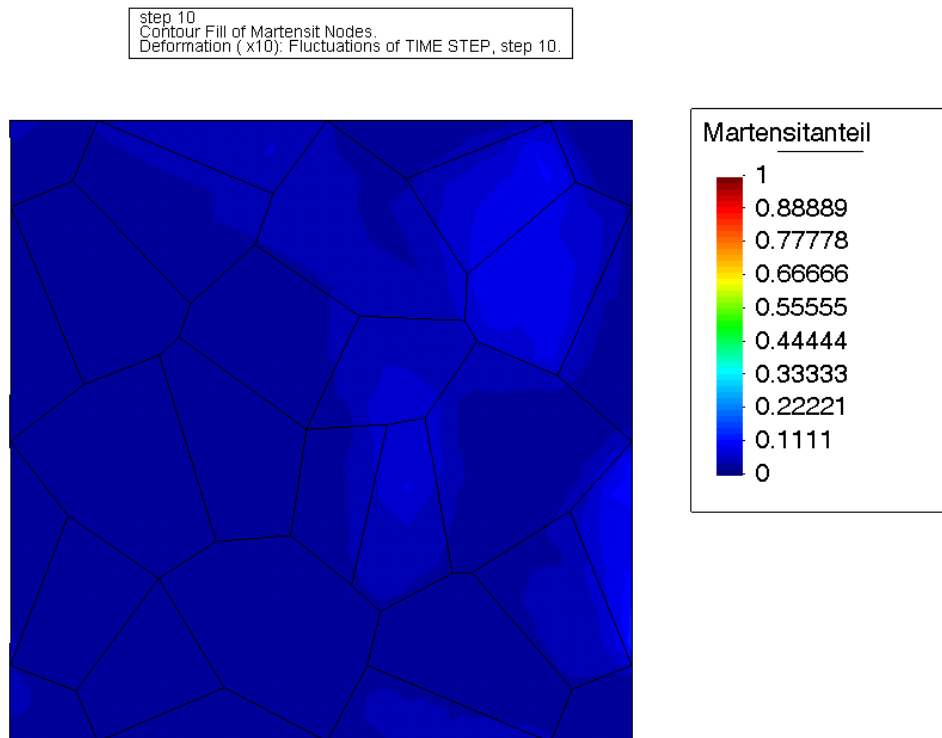 step 10
Contour Fill of Martensit Nodes.
Deformation ( x10): Fluctuations of TIME STEP, step 10.
Martensitanteil
1
0.88889
0.77778
0.66666
0.55555
0.44444
0.33333
0.22221
0.1111
0